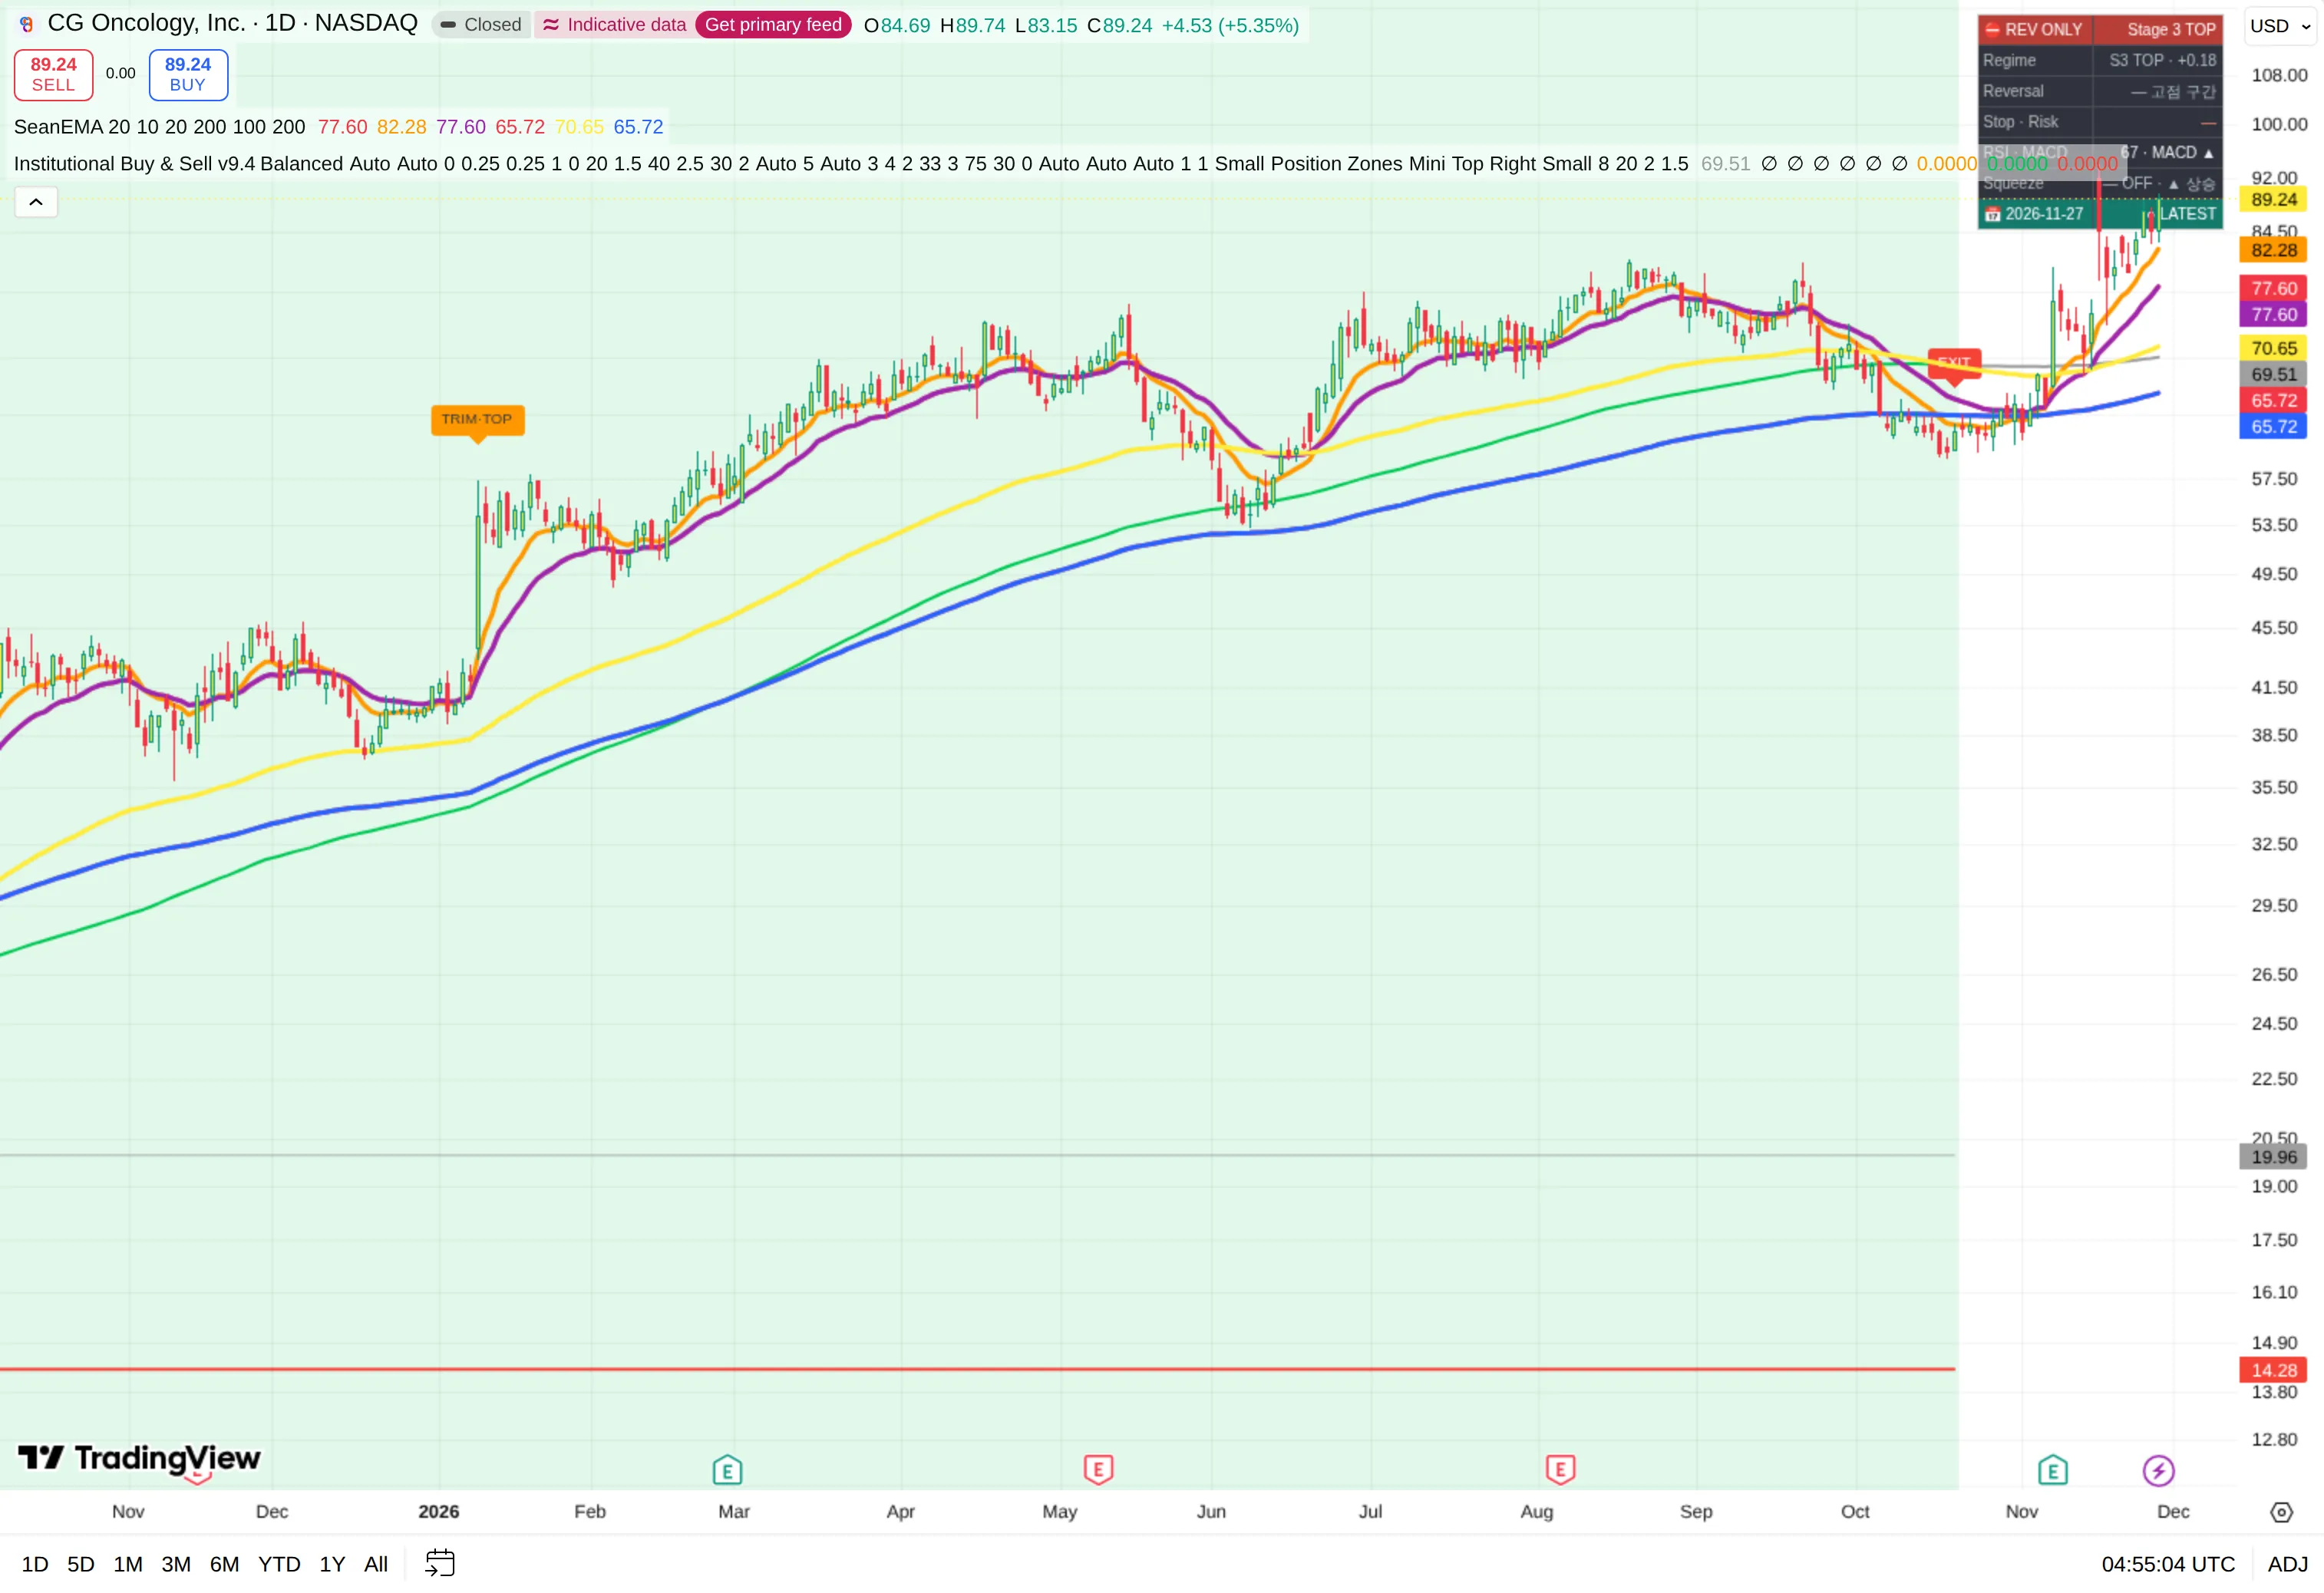 CG Oncology, Inc. · 1D · NASDAQ Closed Indicative data Get primary feed O84.69 H89.74 L83.15 C89.24 +4.53 (+5.35%)
89.24 SELL 0.00 89.24 BUY
SeanEMA 20 10 20 200 100 200 77.60 82.28 77.60 65.72 70.65 65.72
Institutional Buy & Sell v9.4 Balanced Auto Auto 0 0.25 0.25 1 0 20 1.5 40 2.5 30 2 Auto 5 Auto 3 4 2 33 3 75 30 0 Auto Auto Auto 1 1 Small Position Zones Mini Top Right Small 8 20 2 1.5 69.51 ∅ ∅ ∅ ∅ ∅ ∅ 0.0000 0.0000 0.0000
REV ONLY Stage 3 TOP
Regime S3 TOP · +0.18
Reversal — 고점 구간
Stop · Risk —
RSI · MACD 67 · MACD ▲
Squeeze — OFF · ▲ 상승
2026-11-27 LATEST
USD
108.00
100.00
92.00
89.24
84.50
82.28
77.60
77.60
70.65
69.51
65.72
65.72
57.50
53.50
49.50
45.50
41.50
38.50
35.50
32.50
29.50
26.50
24.50
22.50
20.50
19.96
19.00
17.50
16.10
14.90
14.28
13.80
12.80
TRIM-TOP
EXIT
TradingView
E E E E E
Nov Dec 2026 Feb Mar Apr May Jun Jul Aug Sep Oct Nov Dec
1D 5D 1M 3M 6M YTD 1Y All 04:55:04 UTC ADJ